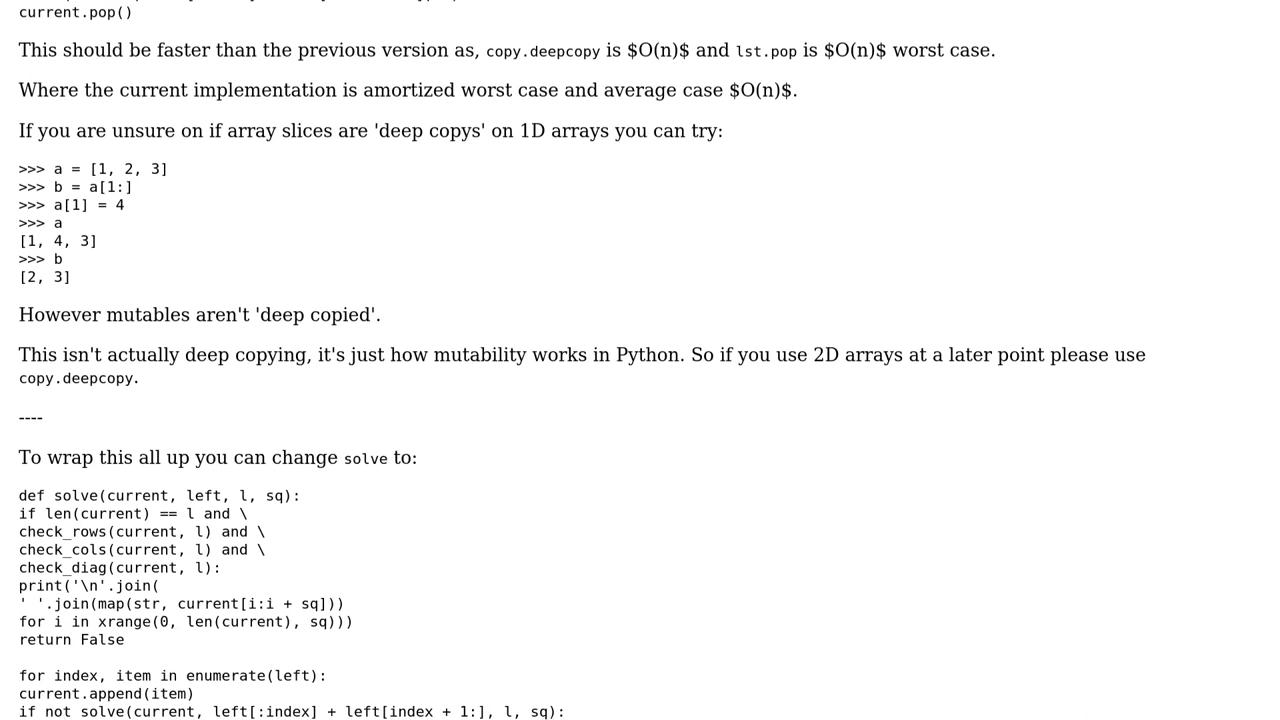 current.pop()
This should be faster than the previous version as, copy.deepcopy is $O(n)$ and lst.pop is $O(n)$ worst case.
Where the current implementation is amortized worst case and average case $O(n)$.
If you are unsure on if array slices are 'deep copys' on 1D arrays you can try:
>>> a = [1, 2, 3]
>>> b = a[1:]
>>> a[1] = 4
>>> a
[1, 4, 3]
>>> b
[2, 3]
However mutables aren't 'deep copied'.
This isn't actually deep copying, it's just how mutability works in Python. So if you use 2D arrays at a later point please use
copy.deepcopy.
----
To wrap this all up you can change solve to:
def solve(current, left, l, sq):
if len(current) == l and \
check_rows(current, l) and \
check_cols(current, l) and \
check_diag(current, l):
print('\n'.join(
' '.join(map(str, current[i:i + sq]))
for i in xrange(0, len(current), sq)))
return False
for index, item in enumerate(left):
current.append(item)
if not solve(current, left[:index] + left[index + 1:], l, sq):